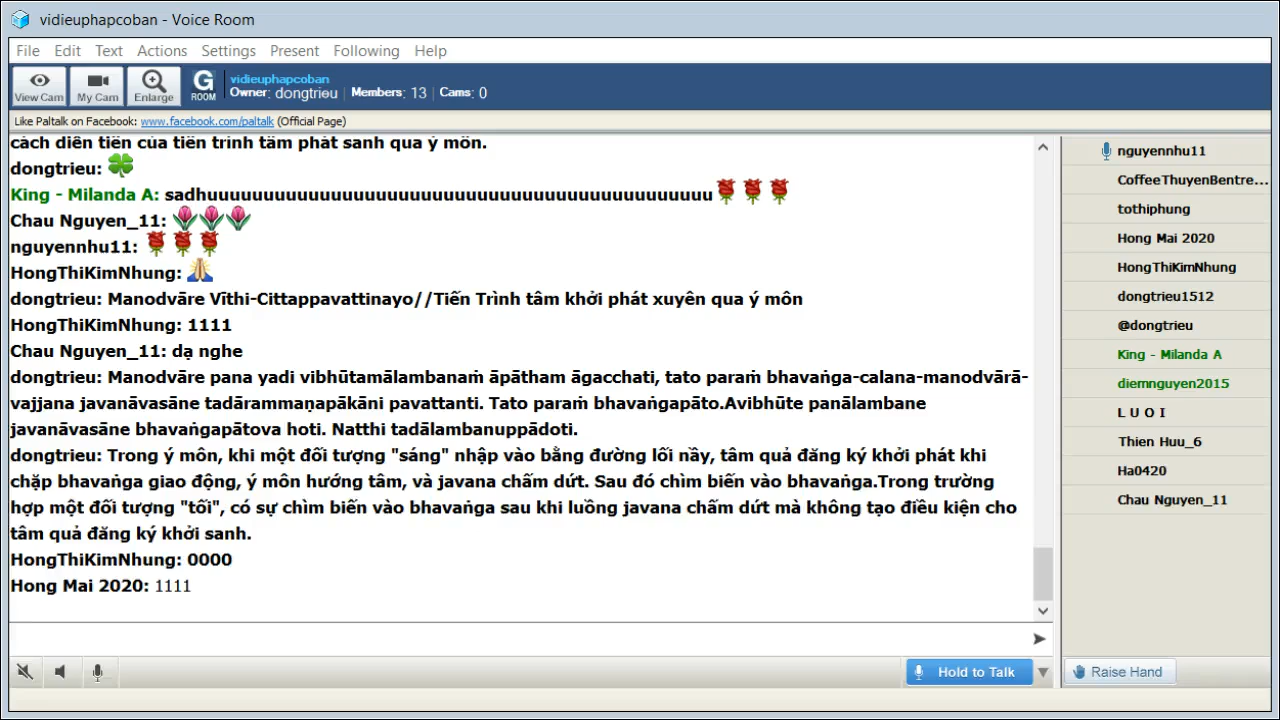 vidieuphapcoban - Voice Room
File Edit Text Actions Settings Present Following Help
View Cam My Cam Enlarge G ROOM
vidieuphapcoban
Owner: dongtrieu | Members: 13 | Cams: 0
Like Paltalk on Facebook: www.facebook.com/paltalk (Official Page)
cách diễn tiến của tiến trình tâm phát sanh qua ý môn.
dongtrieu:
King - Milanda A: sadhuuuuuuuuuuuuuuuuuuuuuuuuuuuuuuuuuuuuuuuuuuuuu
Chau Nguyen_11:
nguyennhu11:
HongThiKimNhung:
dongtrieu: Manodvāre Vīthi-Cittappavattinayo//Tiến Trình tâm khởi phát xuyên qua ý môn
HongThiKimNhung: 1111
Chau Nguyen_11: dạ nghe
dongtrieu: Manodvāre pana yadi vibhūtamālambanaṁ āpātham āgacchati, tato paraṁ bhavaṅga-calana-manodvārā-
vajjana javanāvasāne tadārammaṇapākāni pavattanti. Tato paraṁ bhavaṅgapāto.Avibhūte panālambane
javanāvasāne bhavaṅgapātova hoti. Natthi tadālambanuppādoti.
dongtrieu: Trong ý môn, khi một đối tượng "sáng" nhập vào bằng đường lối nầy, tâm quả đăng ký khởi phát khi
chặp bhavaṅga giao động, ý môn hướng tâm, và javana chấm dứt. Sau đó chìm biến vào bhavaṅga.Trong trường
hợp một đối tượng "tối", có sự chìm biến vào bhavaṅga sau khi luồng javana chấm dứt mà không tạo điều kiện cho
tâm quả đăng ký khởi sanh.
HongThiKimNhung: 0000
Hong Mai 2020: 1111
Hold to Talk
nguyennhu11
CoffeeThuyenBentre...
tothiphung
Hong Mai 2020
HongThiKimNhung
dongtrieu1512
@dongtrieu
King - Milanda A
diemnguyen2015
L U O I
Thien Huu_6
Ha0420
Chau Nguyen_11
Raise Hand